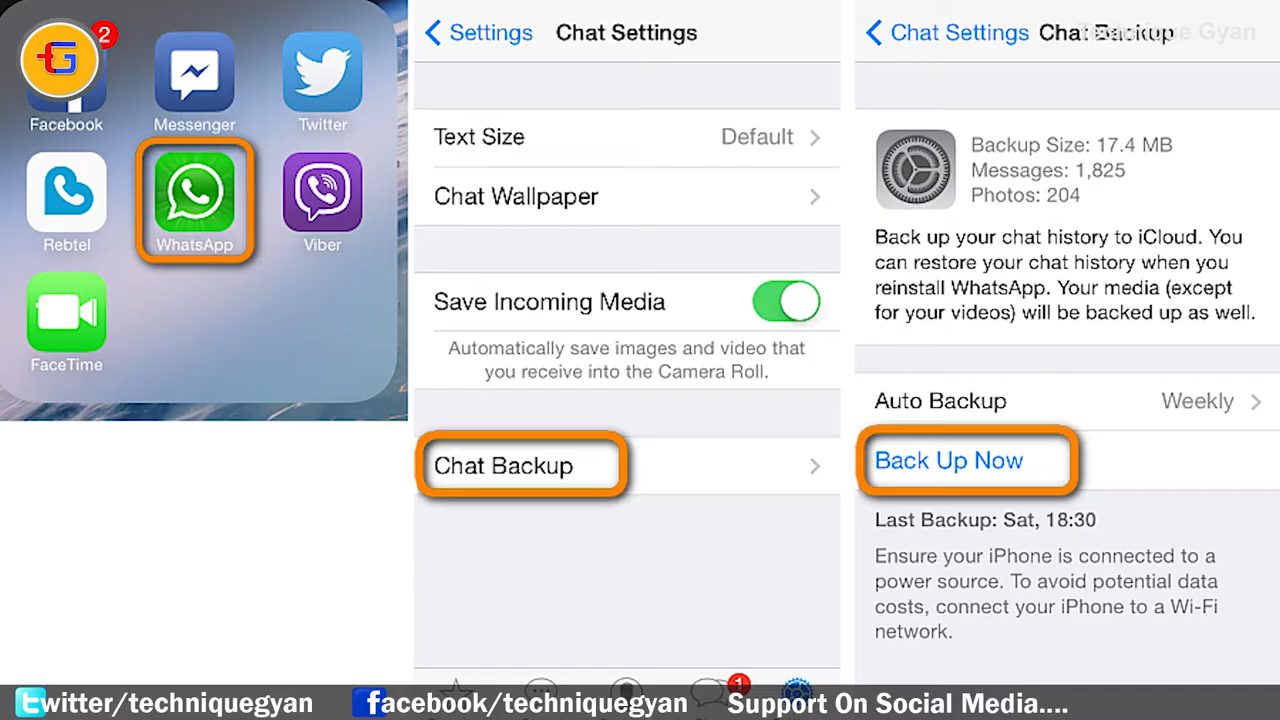 tG
2
Facebook
Messenger
Twitter
Rebtel
WhatsApp
Viber
FaceTime
Settings
Chat Settings
Text Size
Default
Chat Wallpaper
Save Incoming Media
Automatically save images and video that
you receive into the Camera Roll.
Chat Backup
1
Chat Settings
Chat Backup
Technique Gyan
Backup Size: 17.4 MB
Messages: 1,825
Photos: 204
Back up your chat history to iCloud. You
can restore your chat history when you
reinstall WhatsApp. Your media (except
for your videos) will be backed up as well.
Auto Backup
Weekly
Back Up Now
Last Backup: Sat, 18:30
Ensure your iPhone is connected to a
power source. To avoid potential data
costs, connect your iPhone to a Wi-Fi
network.
twitter/techniquegyan
facebook/techniquegyan
Support On Social Media....